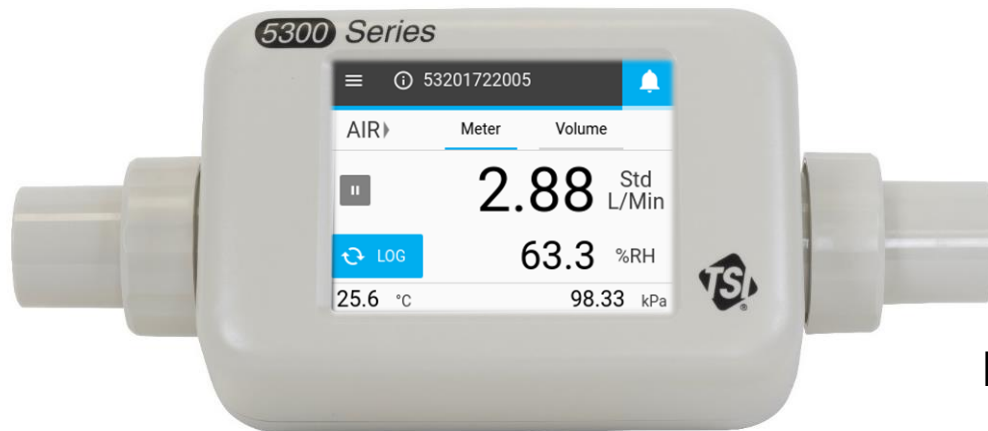 5300 Series
53201722005
AIR Meter Volume
2.88 Std L/Min
LOG 63.3 %RH
25.6 °C 98.33 kPa
TSI
®